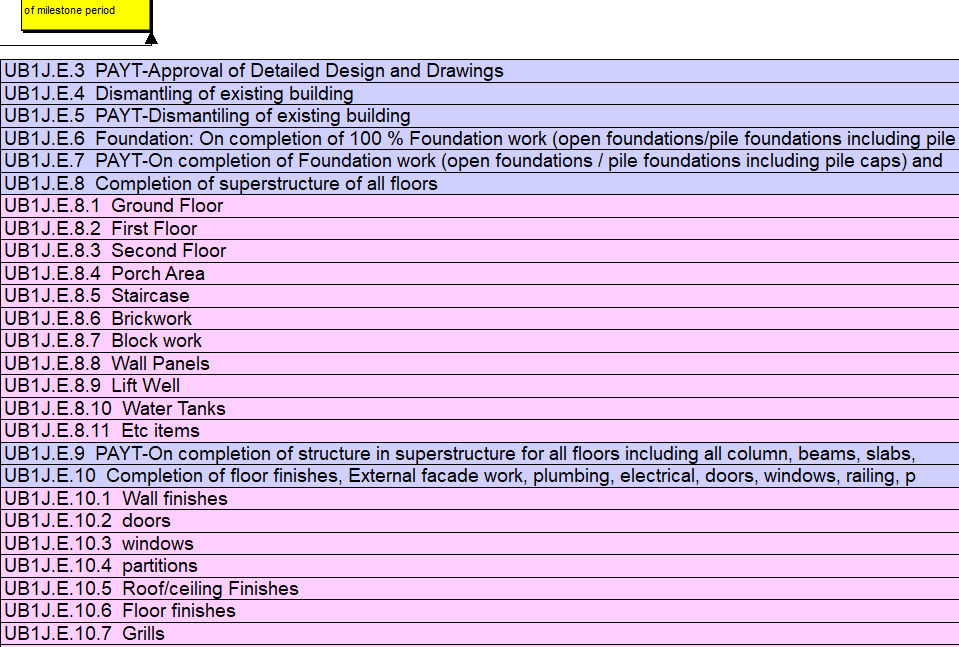 of milestone period
UB1J.E.3 PAYT-Approval of Detailed Design and Drawings
UB1J.E.4 Dismantling of existing building
UB1J.E.5 PAYT-Dismantiling of existing building
UB1J.E.6 Foundation: On completion of 100 % Foundation work (open foundations/pile foundations including pile
UB1J.E.7 PAYT-On completion of Foundation work (open foundations / pile foundations including pile caps) and
UB1J.E.8 Completion of superstructure of all floors
UB1J.E.8.1 Ground Floor
UB1J.E.8.2 First Floor
UB1J.E.8.3 Second Floor
UB1J.E.8.4 Porch Area
UB1J.E.8.5 Staircase
UB1J.E.8.6 Brickwork
UB1J.E.8.7 Block work
UB1J.E.8.8 Wall Panels
UB1J.E.8.9 Lift Well
UB1J.E.8.10 Water Tanks
UB1J.E.8.11 Etc items
UB1J.E.9 PAYT-On completion of structure in superstructure for all floors including all column, beams, slabs,
UB1J.E.10 Completion of floor finishes, External facade work, plumbing, electrical, doors, windows, railing, p
UB1J.E.10.1 Wall finishes
UB1J.E.10.2 doors
UB1J.E.10.3 windows
UB1J.E.10.4 partitions
UB1J.E.10.5 Roof/ceiling Finishes
UB1J.E.10.6 Floor finishes
UB1J.E.10.7 Grills